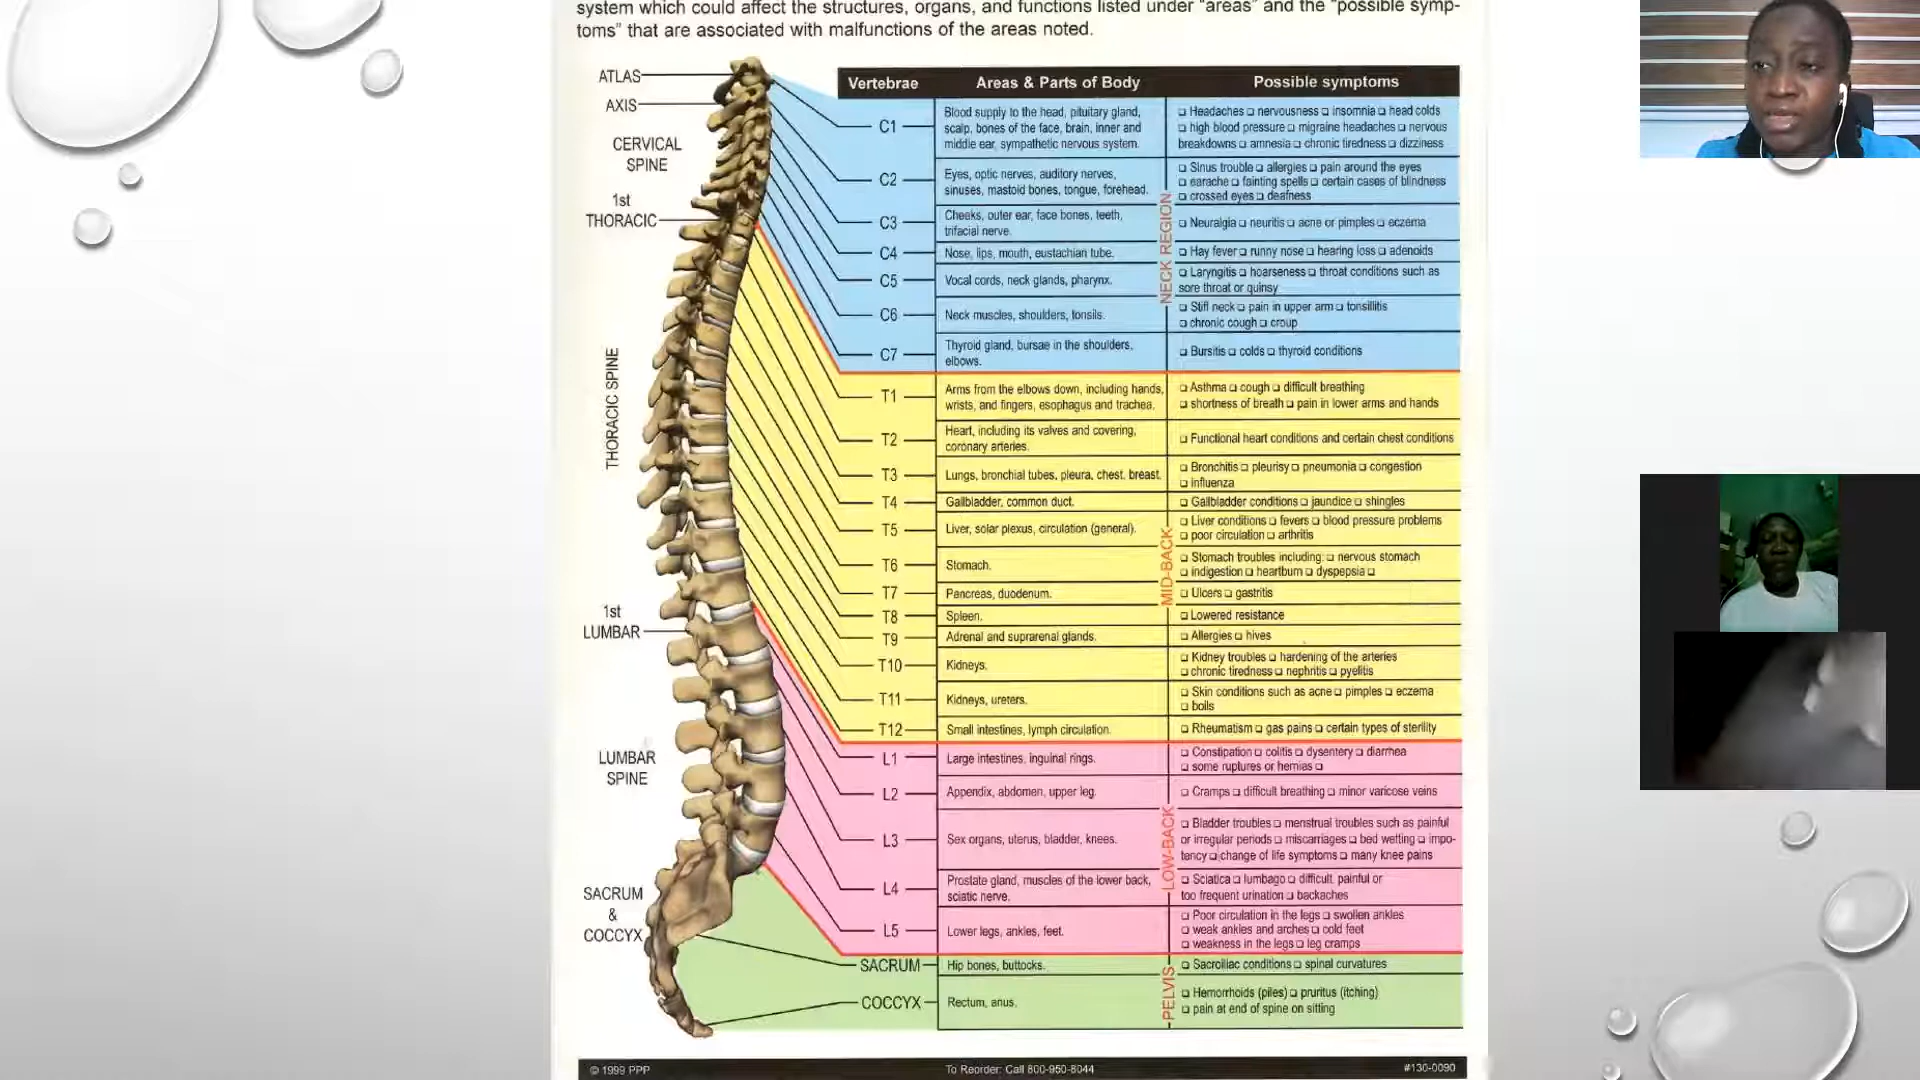 system which could affect the structures, organs, and functions listed under "areas" and the "possible symp-
toms" that are associated with malfunctions of the areas noted.
ATLAS
AXIS
CERVICAL
SPINE
1st
THORACIC
THORACIC SPINE
1st
LUMBAR
LUMBAR
SPINE
SACRUM
&
COCCYX
Vertebrae Areas & Parts of Body Possible symptoms
NECK REGION
C1
Blood supply to the head, pituitary gland,
scalp, bones of the face, brain, inner and
middle ear, sympathetic nervous system.
❑ Headaches ❑ nervousness ❑ insomnia ❑ head colds
❑ high blood pressure ❑ migraine headaches ❑ nervous
breakdowns ❑ amnesia ❑ chronic tiredness ❑ dizziness
C2
Eyes, optic nerves, auditory nerves,
sinuses, mastoid bones, tongue, forehead.
❑ Sinus trouble ❑ allergies ❑ pain around the eyes
❑ earache ❑ fainting spells ❑ certain cases of blindness
❑ crossed eyes ❑ deafness
C3
Cheeks, outer ear, face bones, teeth,
trifacial nerve.
❑ Neuralgia ❑ neuritis ❑ acne or pimples ❑ eczema
C4
Nose, lips, mouth, eustachian tube.
❑ Hay fever ❑ runny nose ❑ hearing loss ❑ adenoids
C5
Vocal cords, neck glands, pharynx.
❑ Laryngitis ❑ hoarseness ❑ throat conditions such as
sore throat or quinsy
C6
Neck muscles, shoulders, tonsils.
❑ Stiff neck ❑ pain in upper arm ❑ tonsillitis
❑ chronic cough ❑ croup
C7
Thyroid gland, bursae in the shoulders,
elbows.
❑ Bursitis ❑ colds ❑ thyroid conditions
MID-BACK
T1
Arms from the elbows down, including hands,
wrists, and fingers, esophagus and trachea.
❑ Asthma ❑ cough ❑ difficult breathing
❑ shortness of breath ❑ pain in lower arms and hands
T2
Heart, including its valves and covering,
coronary arteries.
❑ Functional heart conditions and certain chest conditions
T3
Lungs, bronchial tubes, pleura, chest, breast.
❑ Bronchitis ❑ pleurisy ❑ pneumonia ❑ congestion
❑ influenza
T4
Gallbladder, common duct.
❑ Gallbladder conditions ❑ jaundice ❑ shingles
T5
Liver, solar plexus, circulation (general).
❑ Liver conditions ❑ fevers ❑ blood pressure problems
❑ poor circulation ❑ arthritis
T6
Stomach.
❑ Stomach troubles including: ❑ nervous stomach
❑ indigestion ❑ heartburn ❑ dyspepsia ❑
T7
Pancreas, duodenum.
❑ Ulcers ❑ gastritis
T8
Spleen.
❑ Lowered resistance
T9
Adrenal and suprarenal glands.
❑ Allergies ❑ hives
T10
Kidneys.
❑ Kidney troubles ❑ hardening of the arteries
❑ chronic tiredness ❑ nephritis ❑ pyelitis
T11
Kidneys, ureters.
❑ Skin conditions such as acne ❑ pimples ❑ eczema
❑ boils
T12
Small intestines, lymph circulation.
❑ Rheumatism ❑ gas pains ❑ certain types of sterility
LOW-BACK
L1
Large intestines, inguinal rings.
❑ Constipation ❑ colitis ❑ dysentery ❑ diarrhea
❑ some ruptures or hernias ❑
L2
Appendix, abdomen, upper leg.
❑ Cramps ❑ difficult breathing ❑ minor varicose veins
L3
Sex organs, uterus, bladder, knees.
❑ Bladder troubles ❑ menstrual troubles such as painful
or irregular periods ❑ miscarriages ❑ bed wetting ❑ impo-
tency ❑ change of life symptoms ❑ many knee pains
L4
Prostate gland, muscles of the lower back,
sciatic nerve.
❑ Sciatica ❑ lumbago ❑ difficult, painful or
too frequent urination ❑ backaches
L5
Lower legs, ankles, feet.
❑ Poor circulation in the legs ❑ swollen ankles
❑ weak ankles and arches ❑ cold feet
❑ weakness in the legs ❑ leg cramps
PELVIS
SACRUM
Hip bones, buttocks.
❑ Sacroiliac conditions ❑ spinal curvatures
COCCYX
Rectum, anus.
❑ Hemorrhoids (piles) ❑ pruritus (itching)
❑ pain at end of spine on sitting
© 1999 PPP To Reorder: Call 800-950-8044 #130-0090